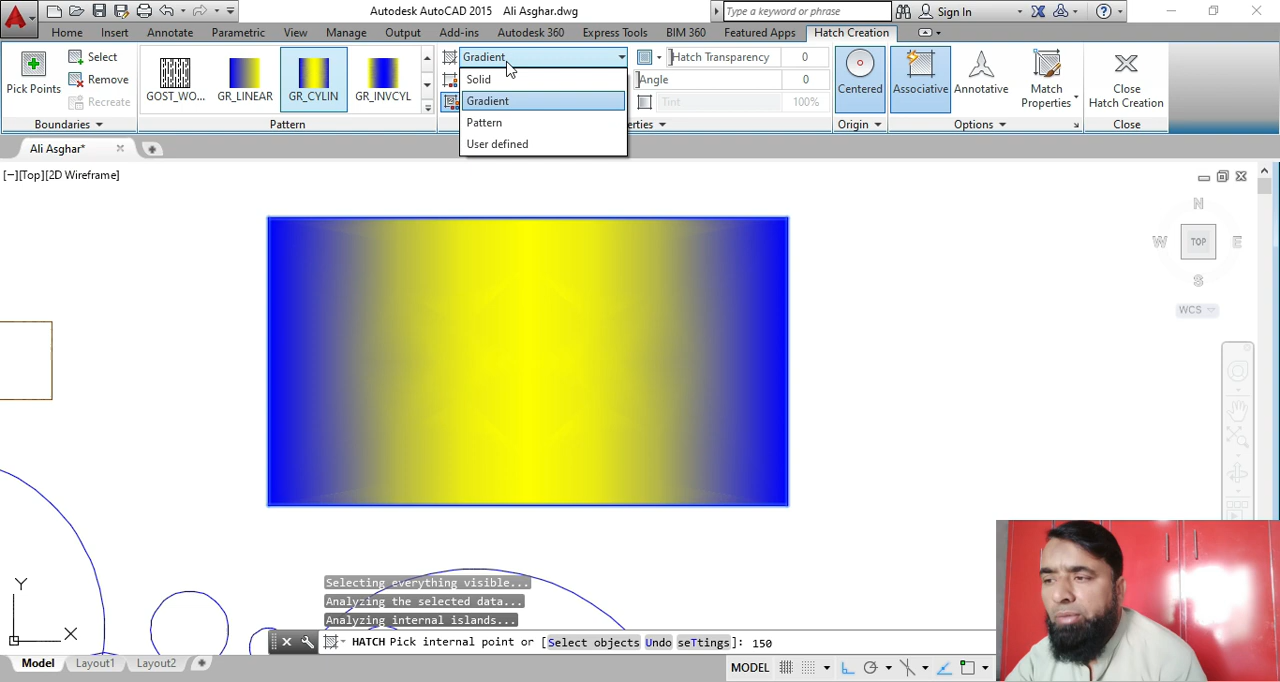 Autodesk AutoCAD 2015 Ali Asghar.dwg
Type a keyword or phrase
Sign In
Home Insert Annotate Parametric View Manage Output Add-ins Autodesk 360 Express Tools BIM 360 Featured Apps Hatch Creation
Pick Points
Select
Remove
Recreate
Boundaries
GOST_WO...
GR_LINEAR
GR_CYLIN
GR_INVCYL
Pattern
Gradient
Solid
Gradient
Pattern
User defined
Hatch Transparency 0
Angle 0
Tint 100%
Centered
Origin
Associative
Annotative
Match
Properties
Options
Close
Hatch Creation
Close
Ali Asghar*
[−][Top][2D Wireframe]
N
W TOP E
S
WCS
Y
X
Selecting everything visible...
Analyzing the selected data...
Analyzing internal islands...
HATCH Pick internal point or [Select objects Undo seTtings]: 150
Model Layout1 Layout2
MODEL